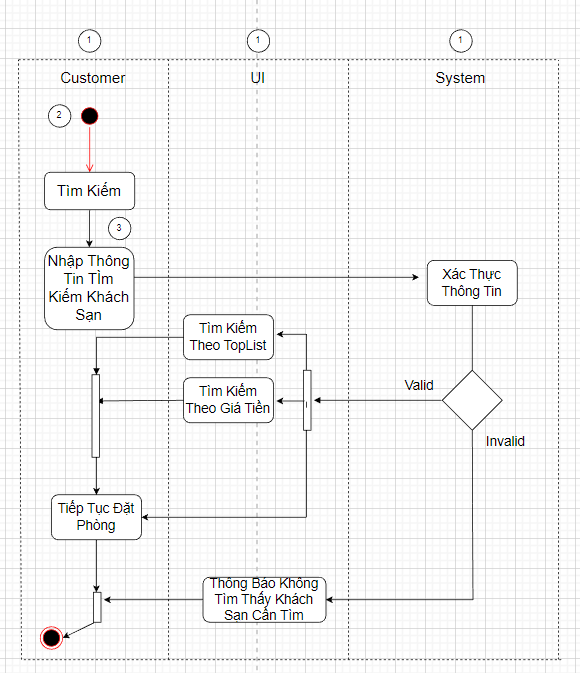 1
1
1
Customer
UI
System
2
Tìm Kiếm
3
Nhập Thông
Tin TÌm
Kiếm Khách
Sạn
Xác Thực
Thông Tin
Tìm Kiếm
Theo TopList
Tìm Kiếm
Theo Giá Tiền
Valid
Invalid
Tiếp Tục Đặt
Phòng
Thông Báo Không
Tìm Thấy Khách
Sạn Cần Tìm